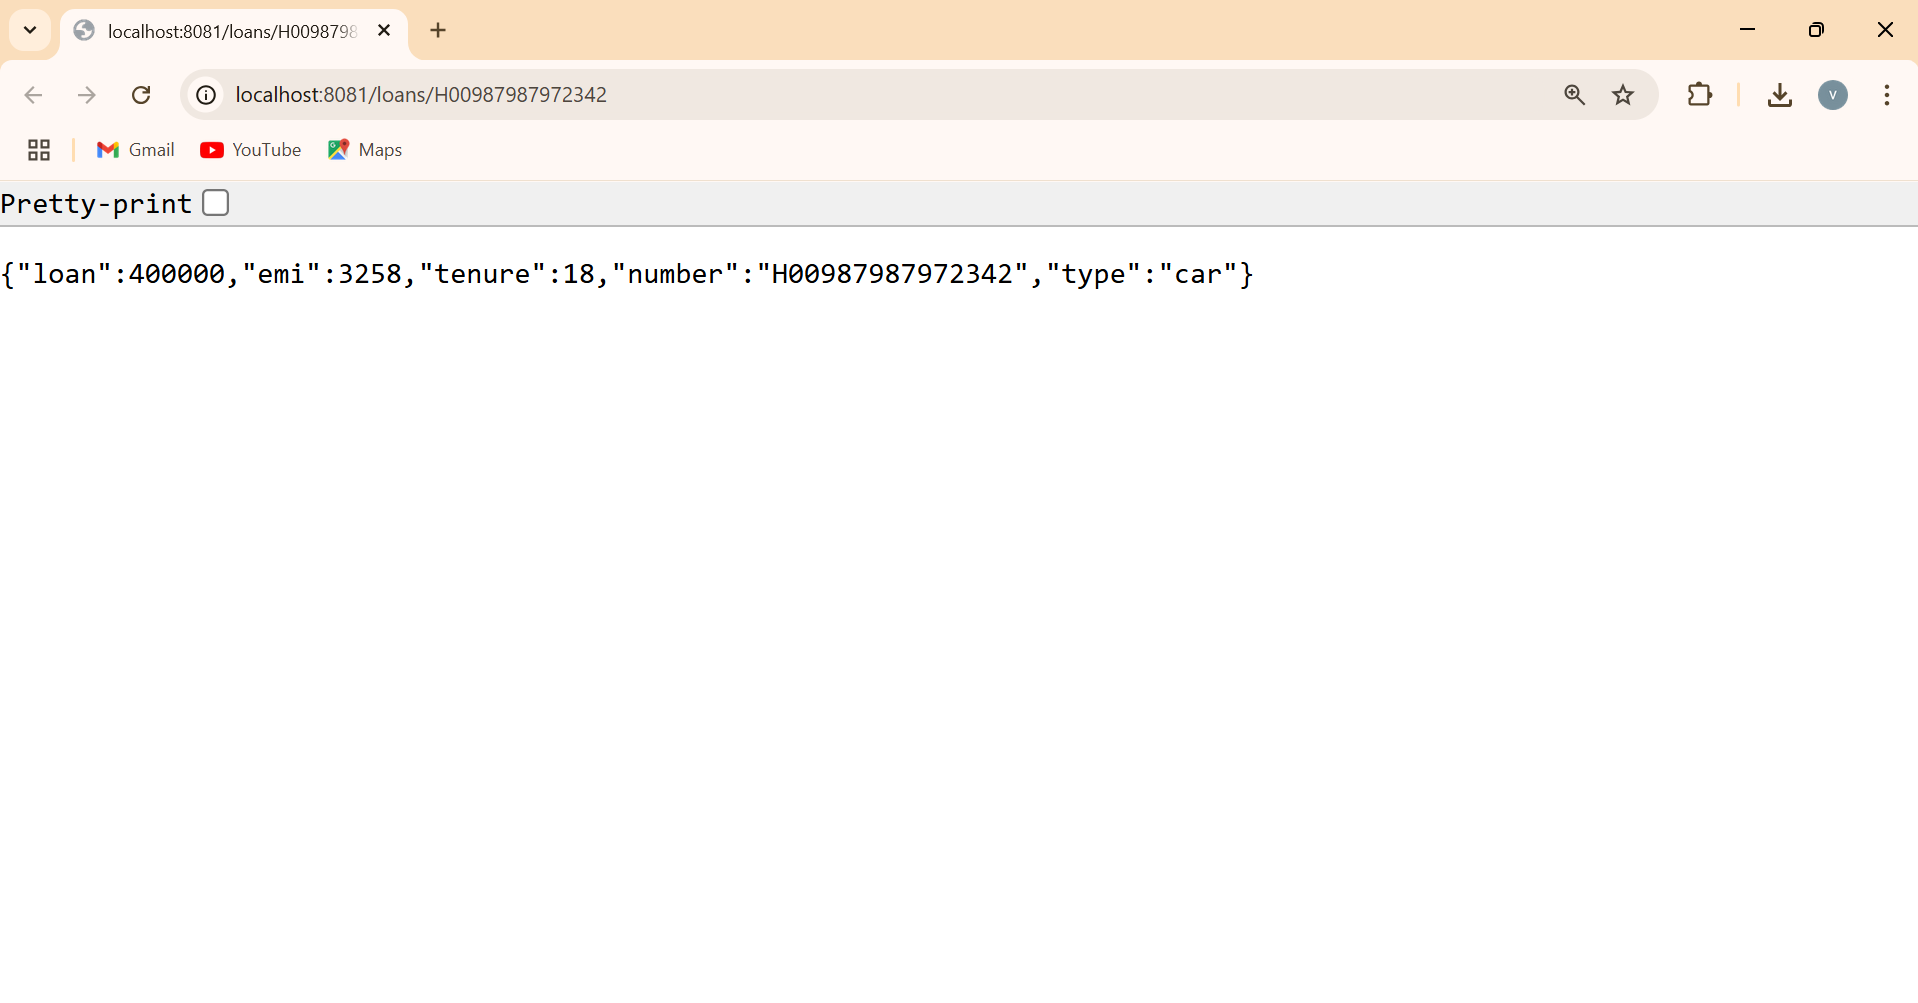 localhost:8081/loans/H0098798
localhost:8081/loans/H00987987972342
V
Gmail
YouTube
Maps
Pretty-print
{"loan":400000,"emi":3258,"tenure":18,"number":"H00987987972342","type":"car"}